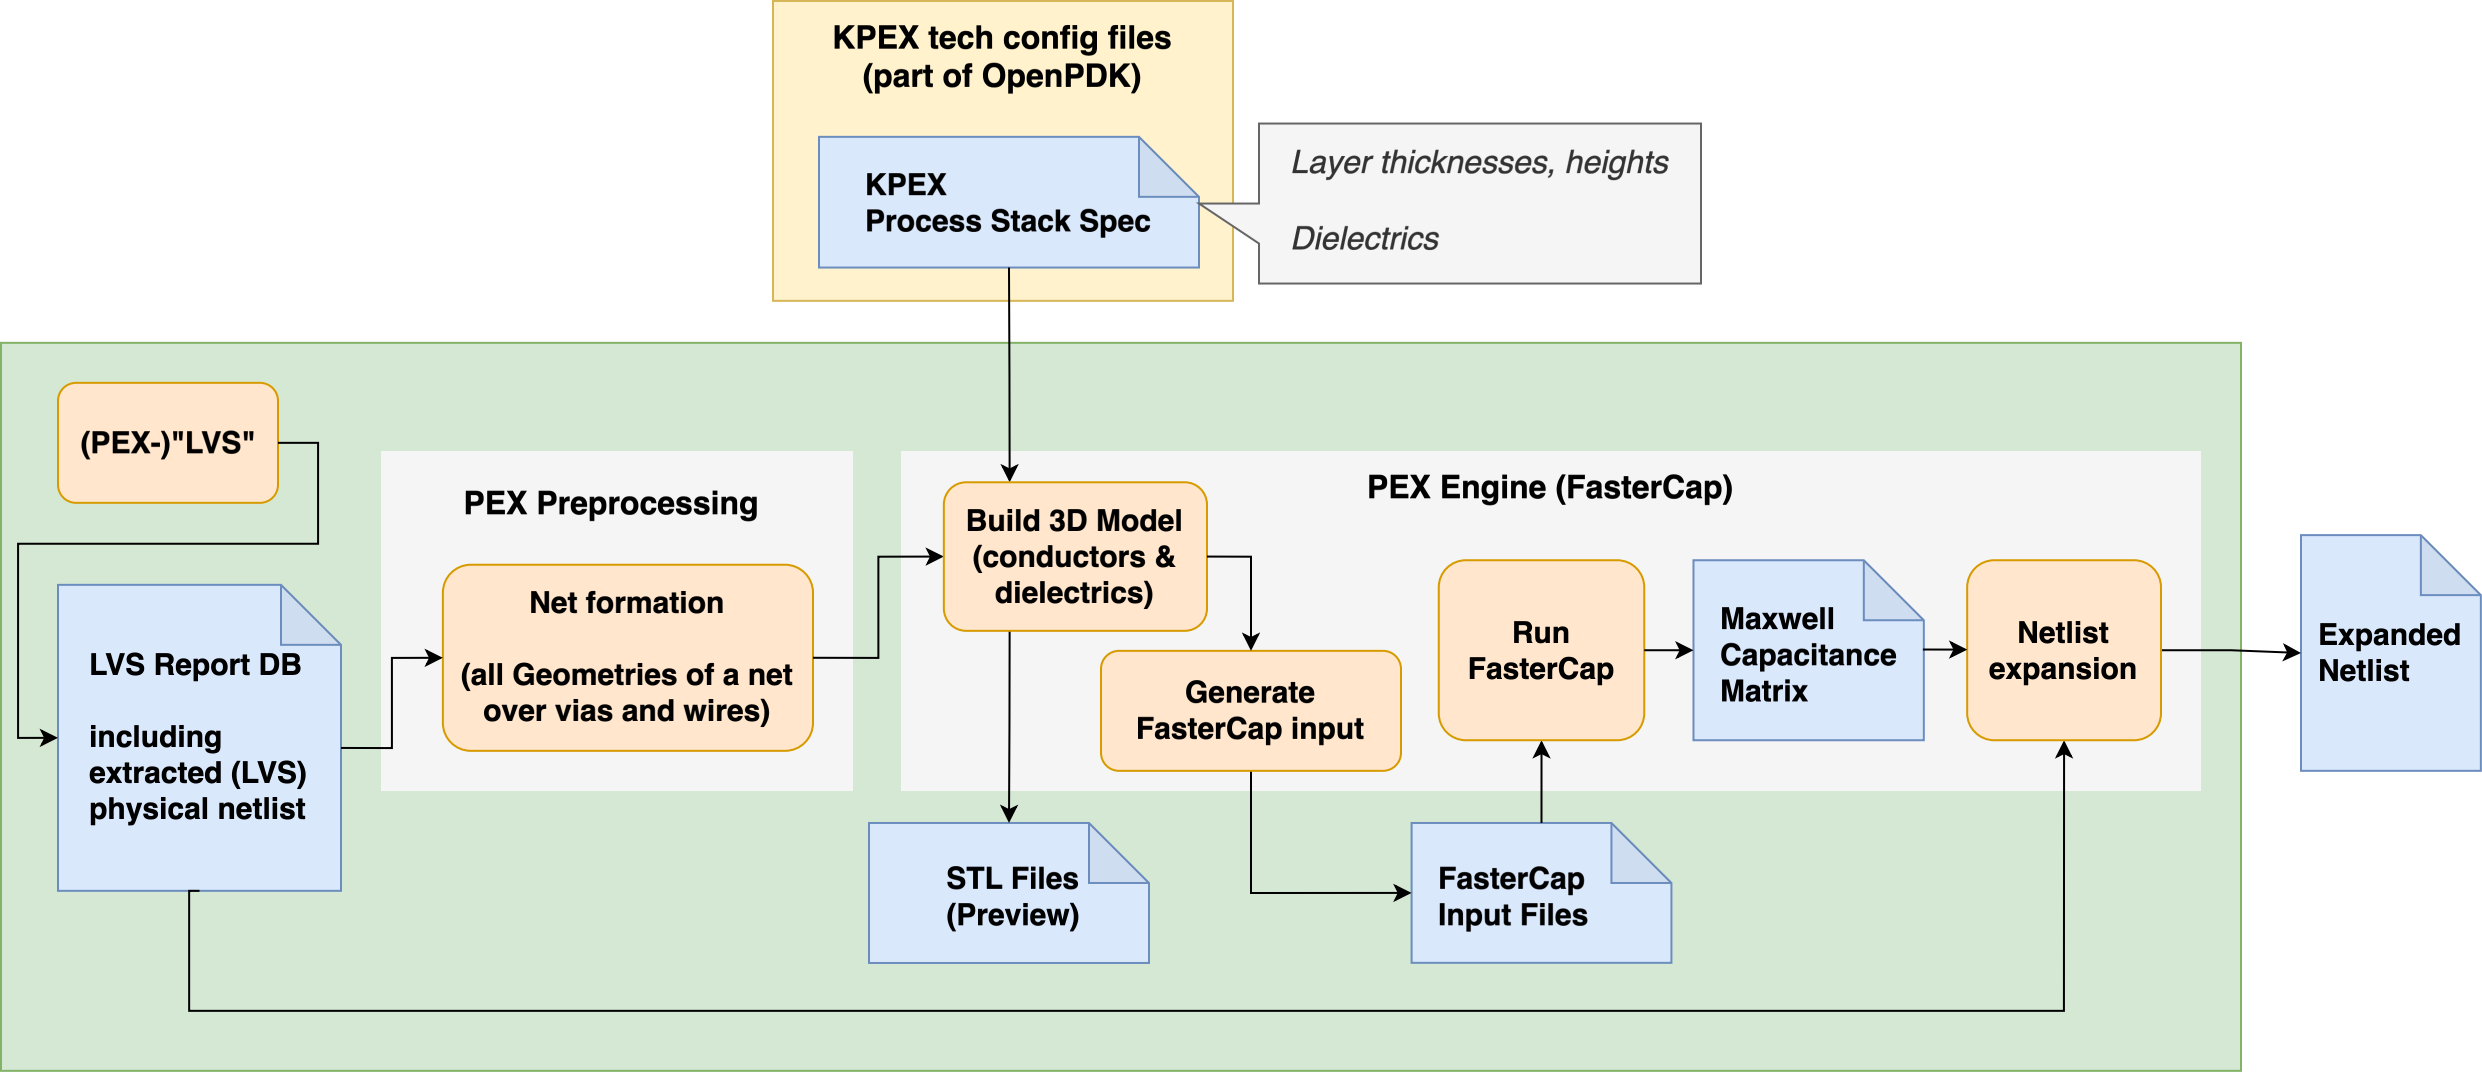 KPEX tech config files
(part of OpenPDK)
KPEX
Process Stack Spec
Layer thicknesses, heights
Dielectrics
(PEX-)"LVS"
LVS Report DB
including
extracted (LVS)
physical netlist
PEX Preprocessing
Net formation
(all Geometries of a net
over vias and wires)
PEX Engine (FasterCap)
Build 3D Model
(conductors &
dielectrics)
Generate
FasterCap input
STL Files
(Preview)
FasterCap
Input Files
Run
FasterCap
Maxwell
Capacitance
Matrix
Netlist
expansion
Expanded
Netlist